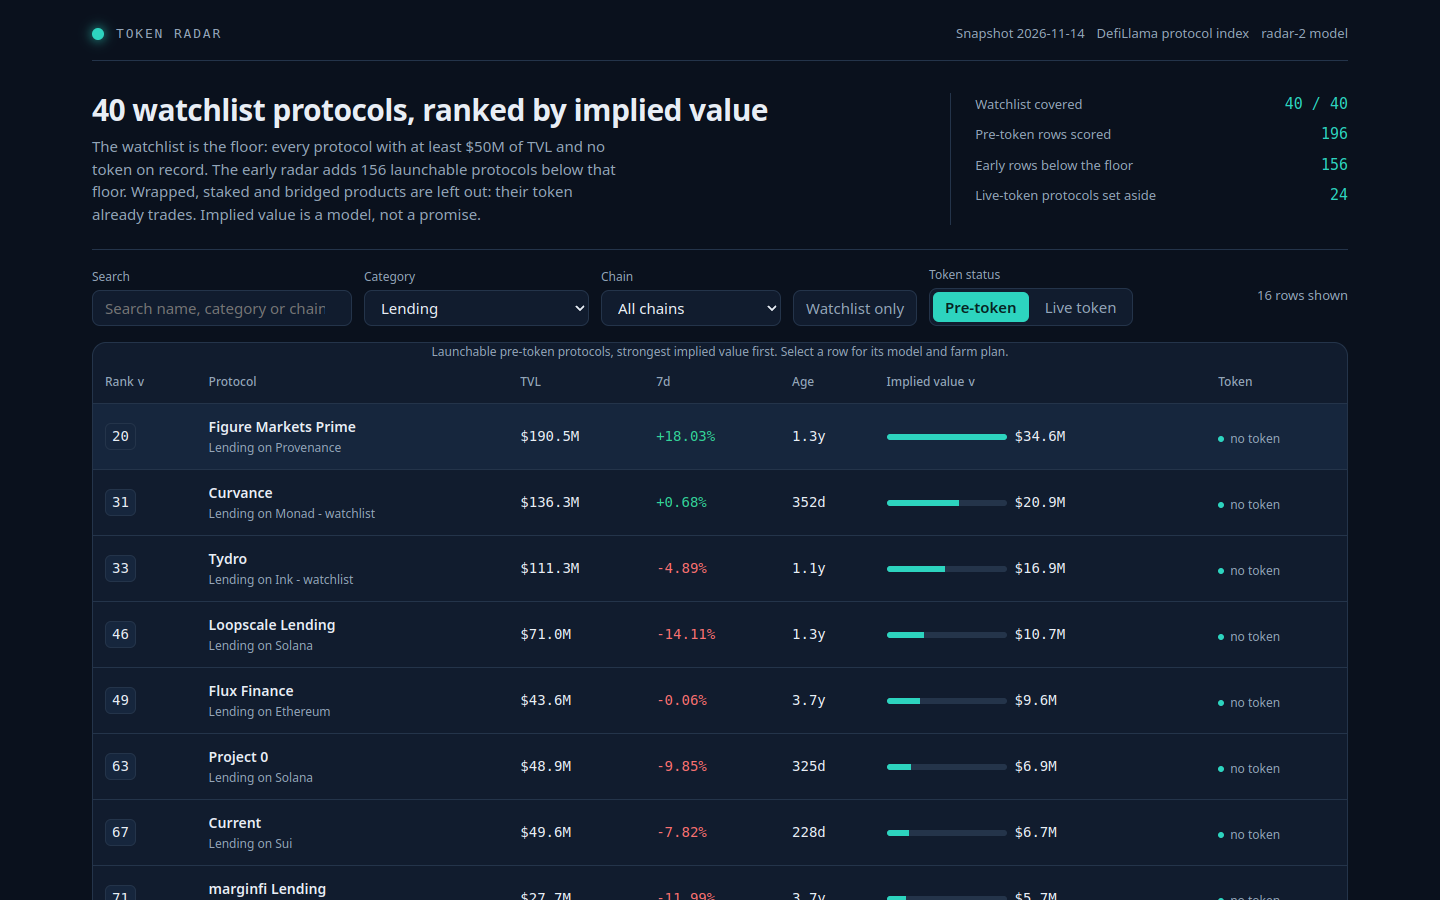 TOKEN RADAR
Snapshot 2026-11-14 DefiLlama protocol index radar-2 model
40 watchlist protocols, ranked by implied value
The watchlist is the floor: every protocol with at least $50M of TVL and no
token on record. The early radar adds 156 launchable protocols below that
floor. Wrapped, staked and bridged products are left out: their token
already trades. Implied value is a model, not a promise.
Watchlist covered 40 / 40
Pre-token rows scored 196
Early rows below the floor 156
Live-token protocols set aside 24
Search Category Chain Token status
Search name, category or chain Lending All chains Watchlist only Pre-token Live token 16 rows shown
Launchable pre-token protocols, strongest implied value first. Select a row for its model and farm plan.
Rank v Protocol TVL 7d Age Implied value v Token
20 Figure Markets Prime $190.5M +18.03% 1.3y $34.6M no token
Lending on Provenance
31 Curvance $136.3M +0.68% 352d $20.9M no token
Lending on Monad - watchlist
33 Tydro $111.3M -4.89% 1.1y $16.9M no token
Lending on Ink - watchlist
46 Loopscale Lending $71.0M -14.11% 1.3y $10.7M no token
Lending on Solana
49 Flux Finance $43.6M -0.06% 3.7y $9.6M no token
Lending on Ethereum
63 Project 0 $48.9M -9.85% 325d $6.9M no token
Lending on Solana
67 Current $49.6M -7.82% 228d $6.7M no token
Lending on Sui
71 marginfi Lending $27.7M -11.99% 3.7y $5.7M no token